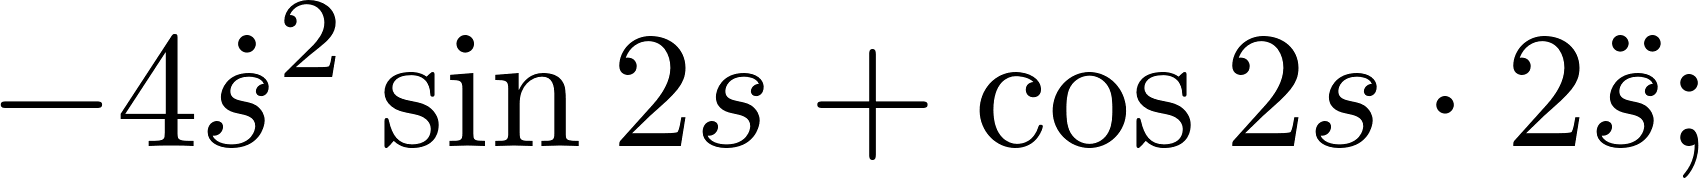 −4ṡ² sin 2s + cos 2s · 2s̈;